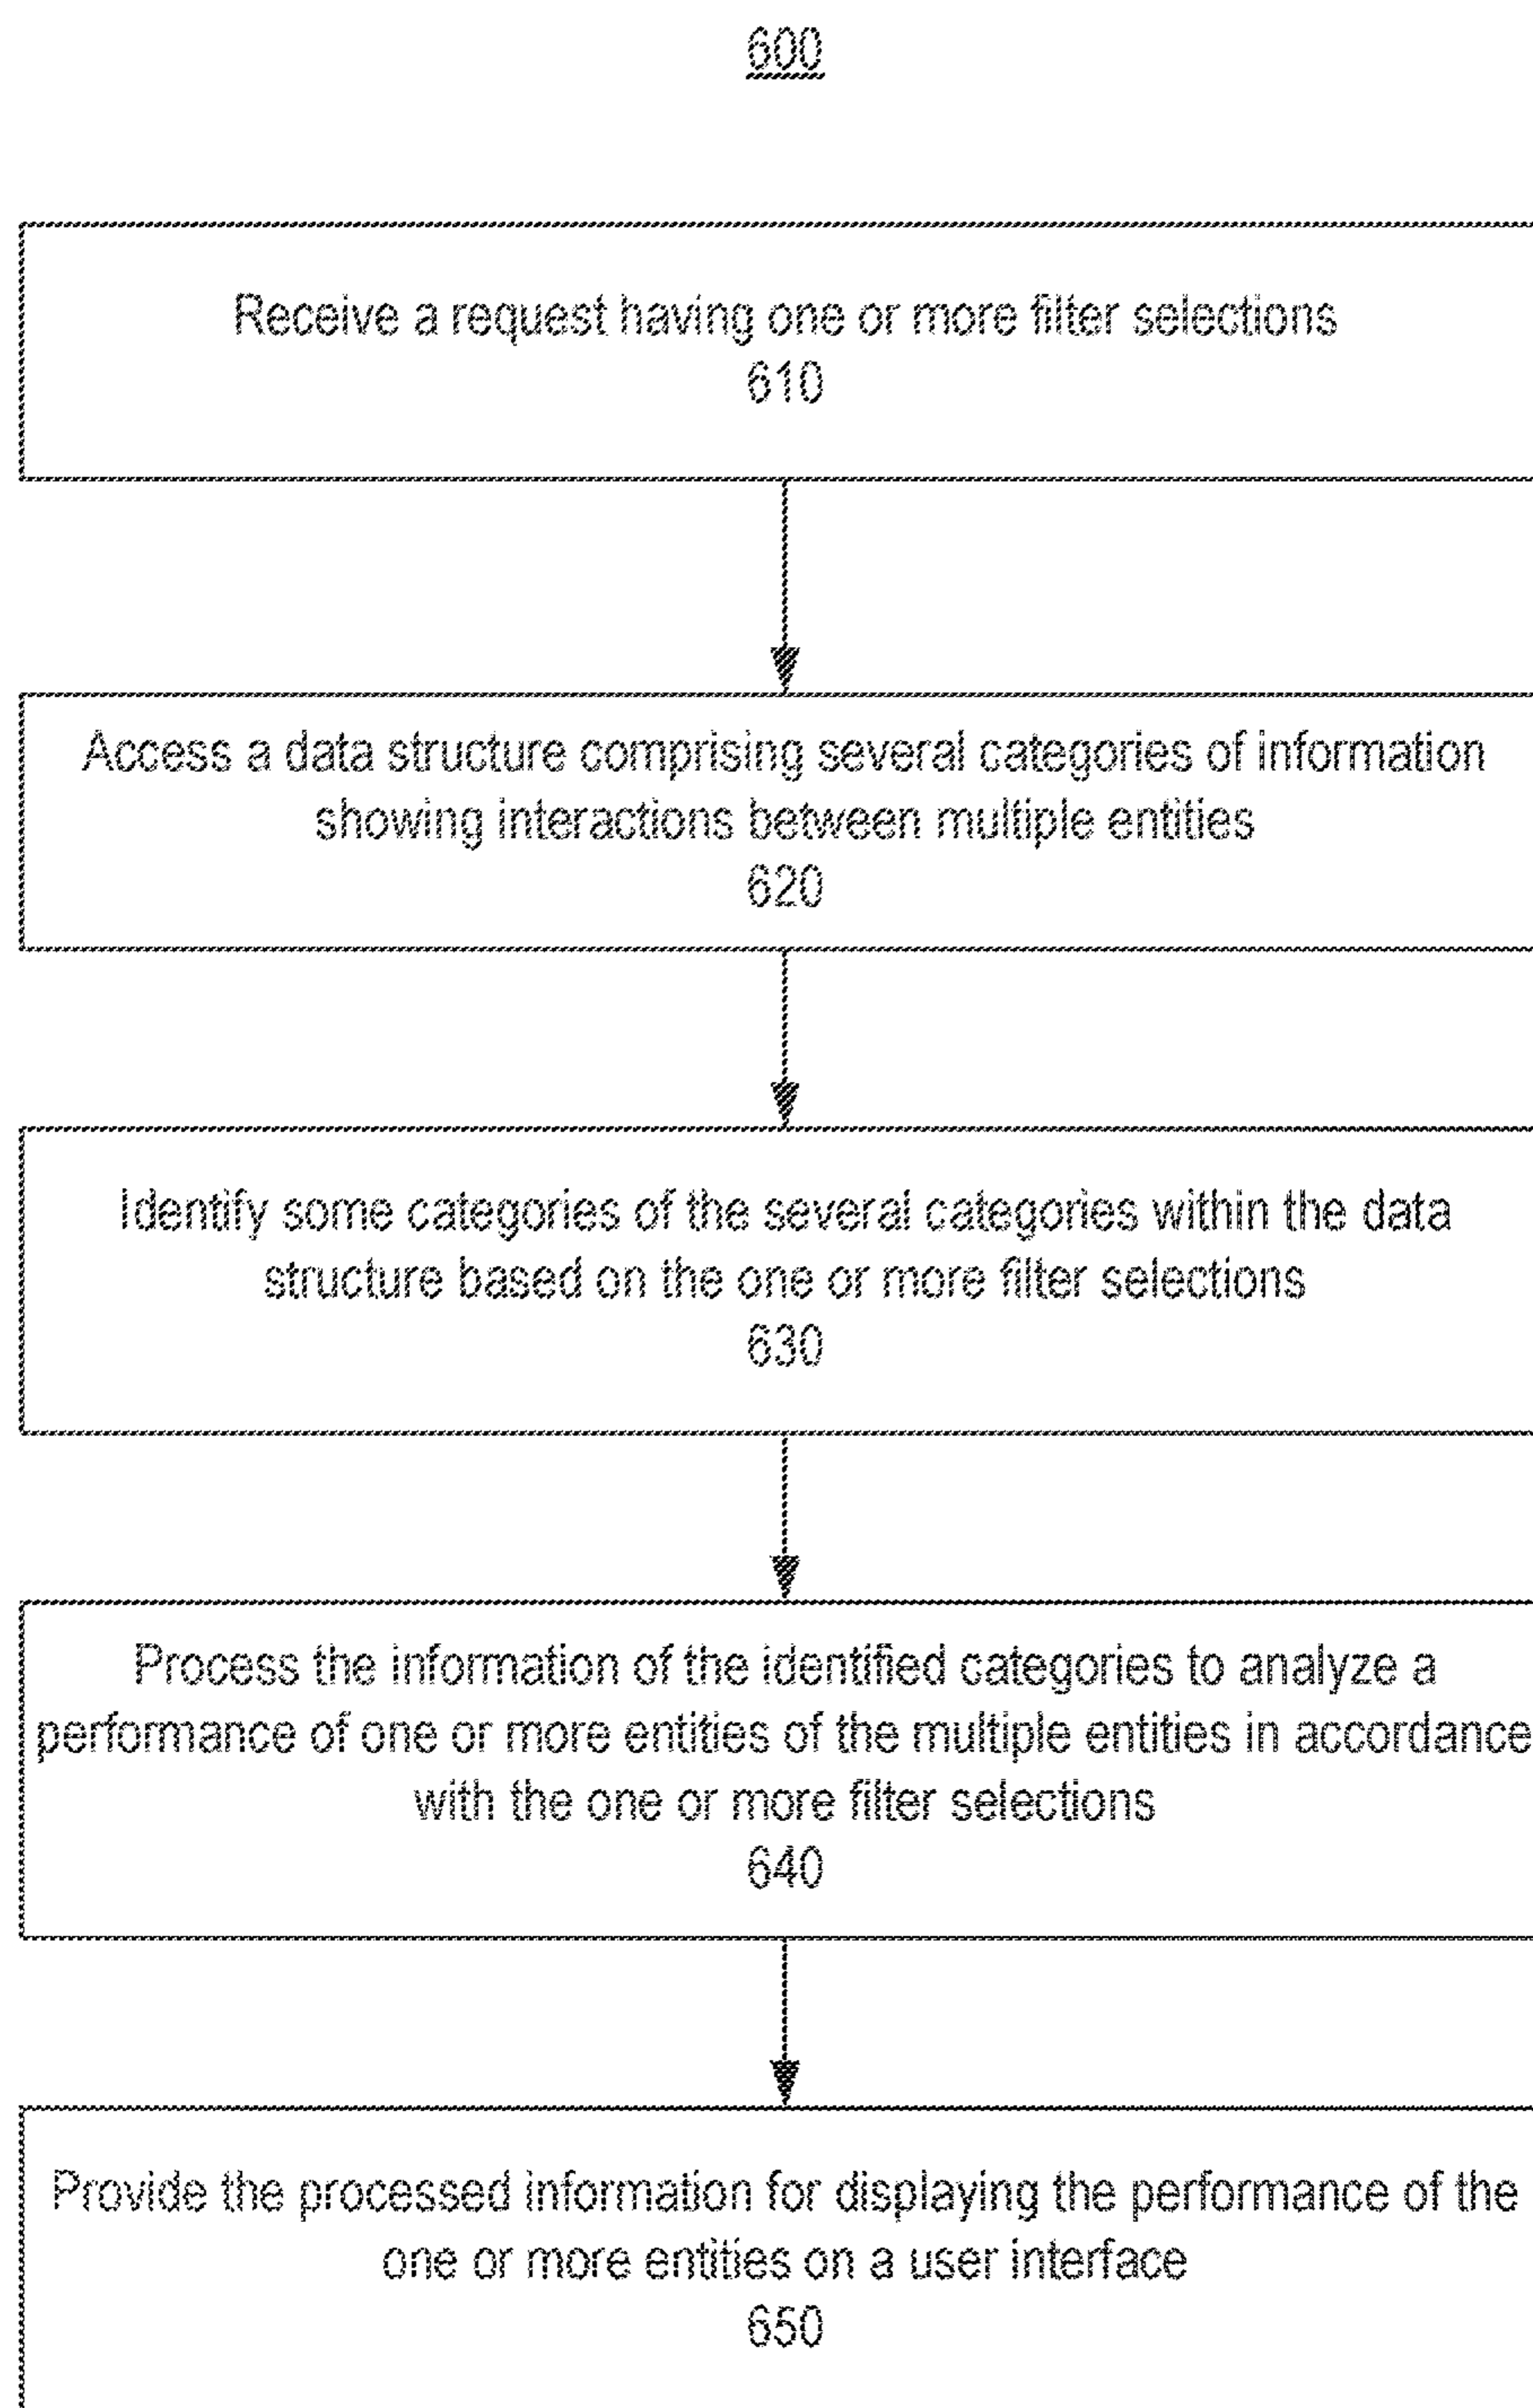 600
Receive a request having one or more filter selections
610
Access a data structure comprising several categories of information
showing interactions between multiple entities
620
Identify some categories of the several categories within the data
structure based on the one or more filter selections
630
Process the information of the identified categories to analyze a
performance of one or more entities of the multiple entities in accordance
with the one or more filter selections
640
Provide the processed information for displaying the performance of the
one or more entities on a user interface
650